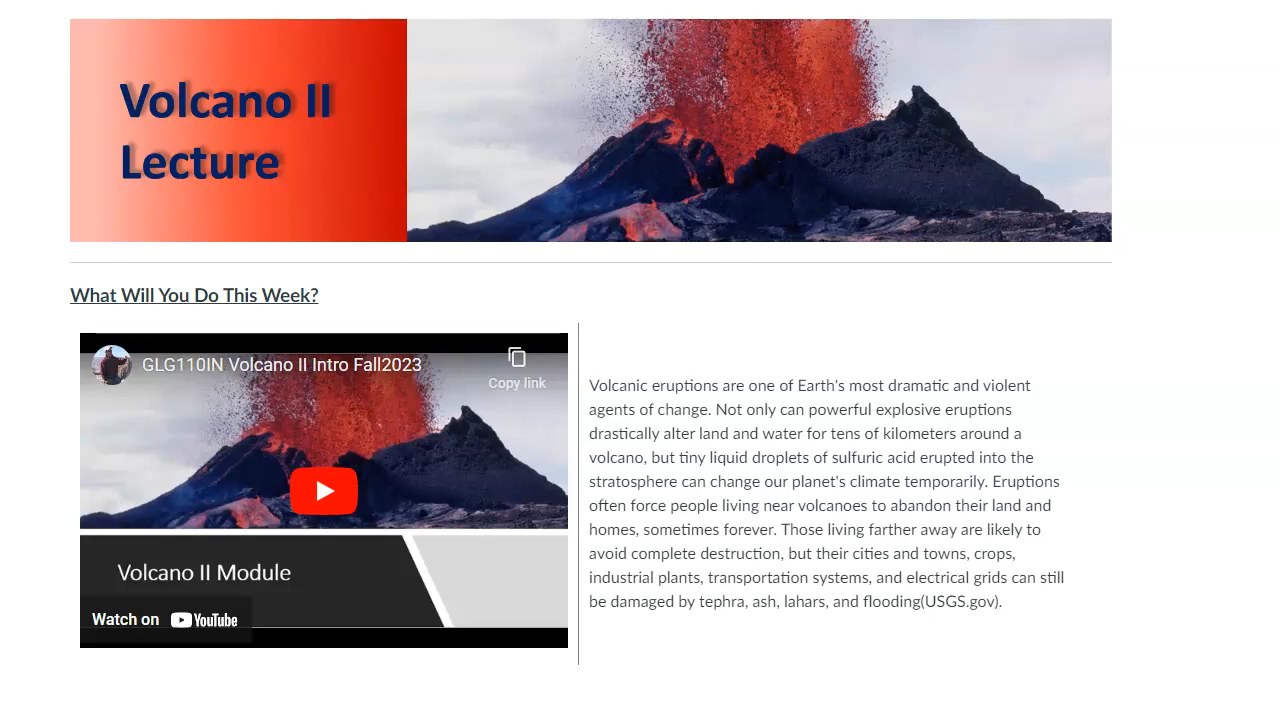 Volcano II
Lecture
What Will You Do This Week?
GLG110IN Volcano II Intro Fall2023
Copy link
Volcano II Module
Watch on YouTube
Volcanic eruptions are one of Earth's most dramatic and violent
agents of change. Not only can powerful explosive eruptions
drastically alter land and water for tens of kilometers around a
volcano, but tiny liquid droplets of sulfuric acid erupted into the
stratosphere can change our planet's climate temporarily. Eruptions
often force people living near volcanoes to abandon their land and
homes, sometimes forever. Those living farther away are likely to
avoid complete destruction, but their cities and towns, crops,
industrial plants, transportation systems, and electrical grids can still
be damaged by tephra, ash, lahars, and flooding(USGS.gov).